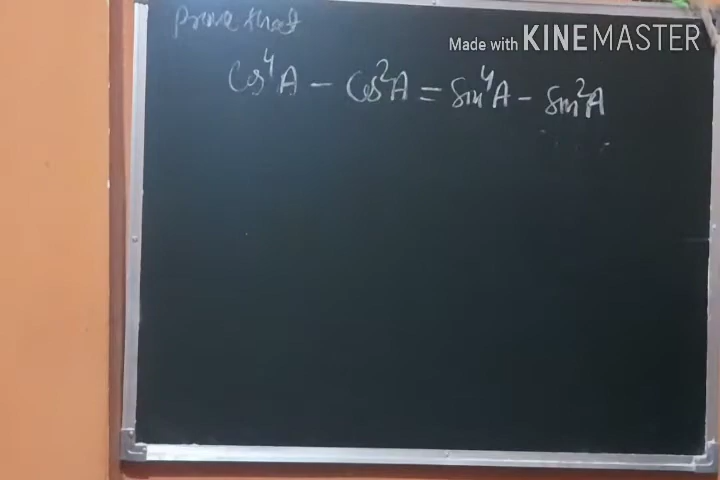 Prove that
Made with KINEMASTER
Cos⁴A - Cos²A = Sin⁴A - Sin²A